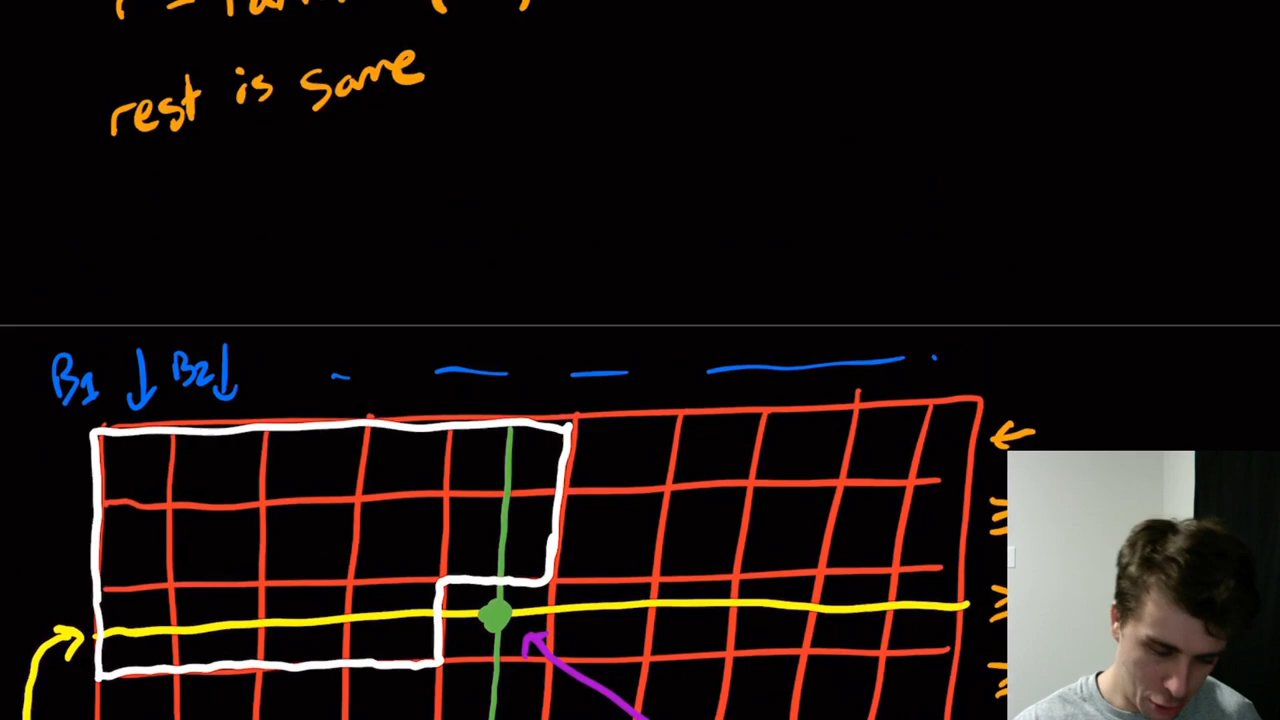 rest is same
B1 ↓ B2 ↓